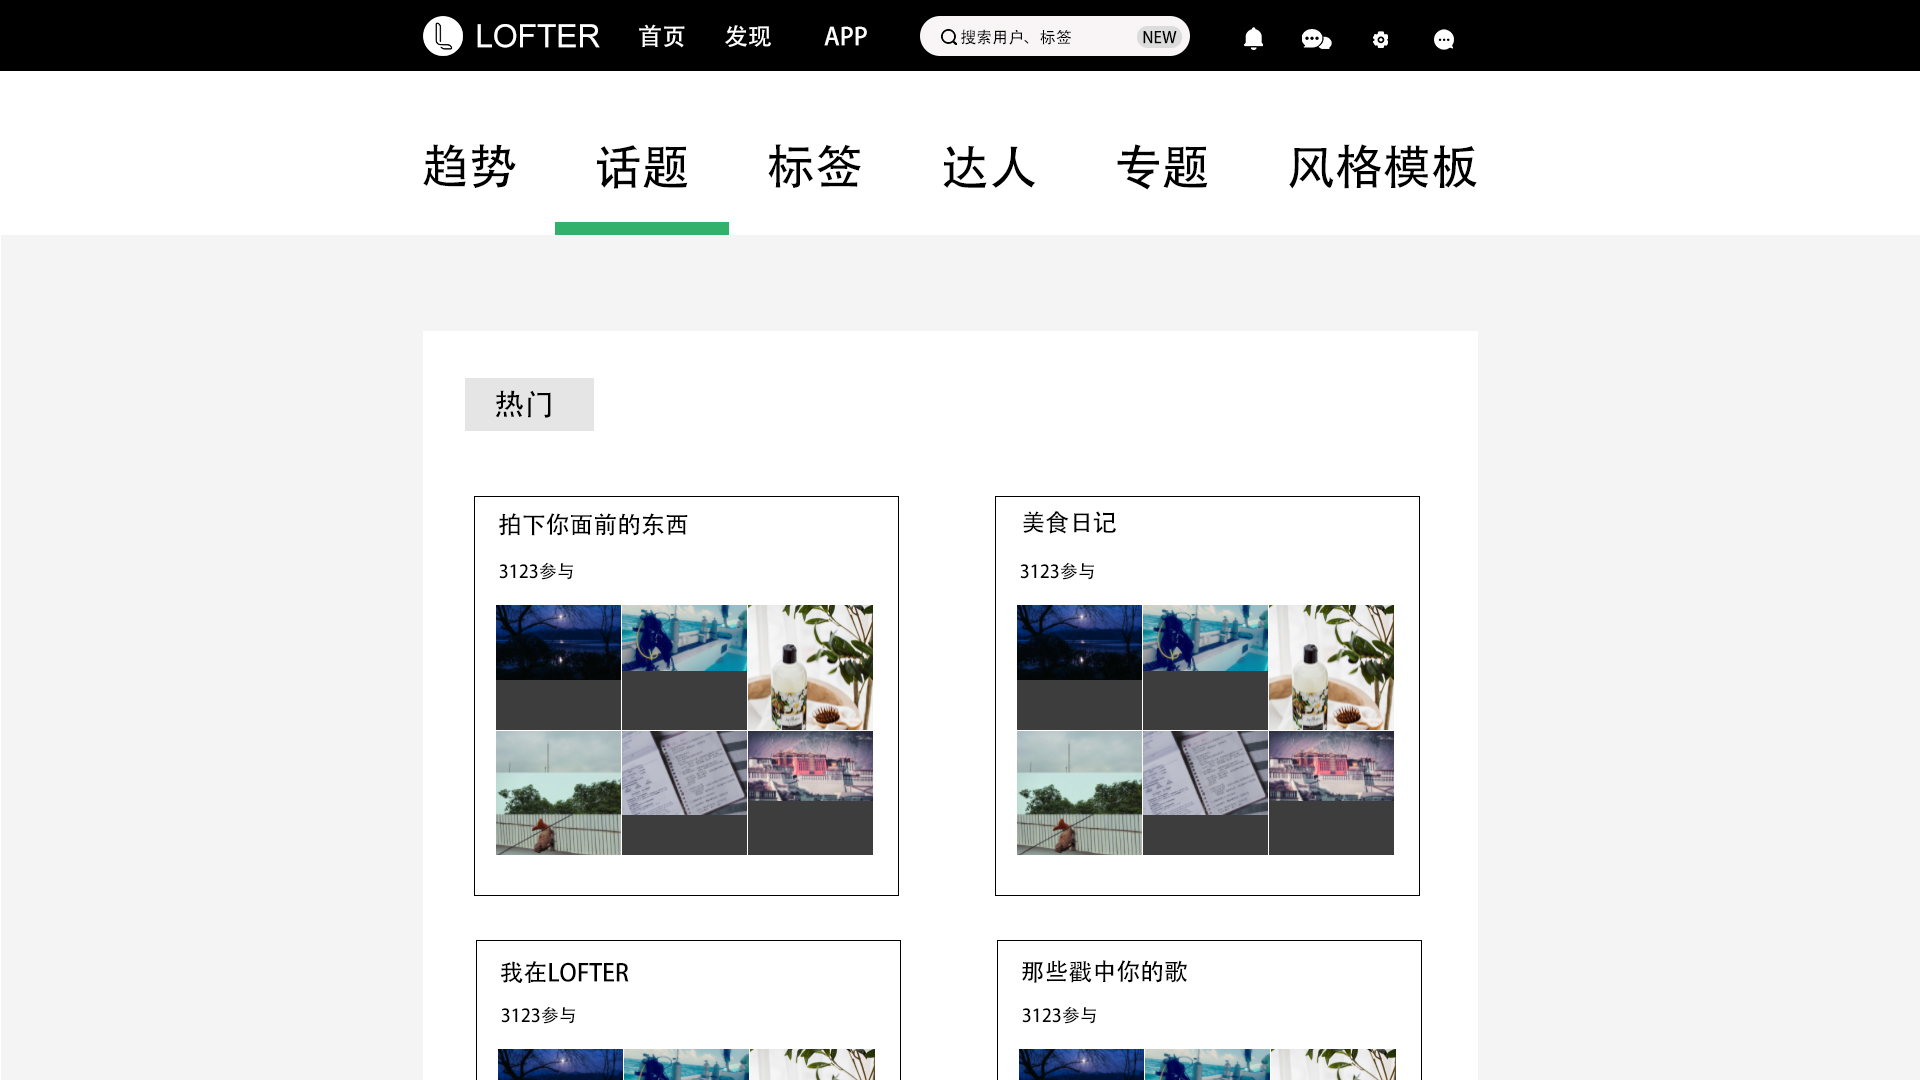 LOFTER 首页 发现 APP 搜索用户、标签 NEW
趋势 话题 标签 达人 专题 风格模板
热门
拍下你面前的东西
3123参与
美食日记
3123参与
我在LOFTER
3123参与
那些戳中你的歌
3123参与